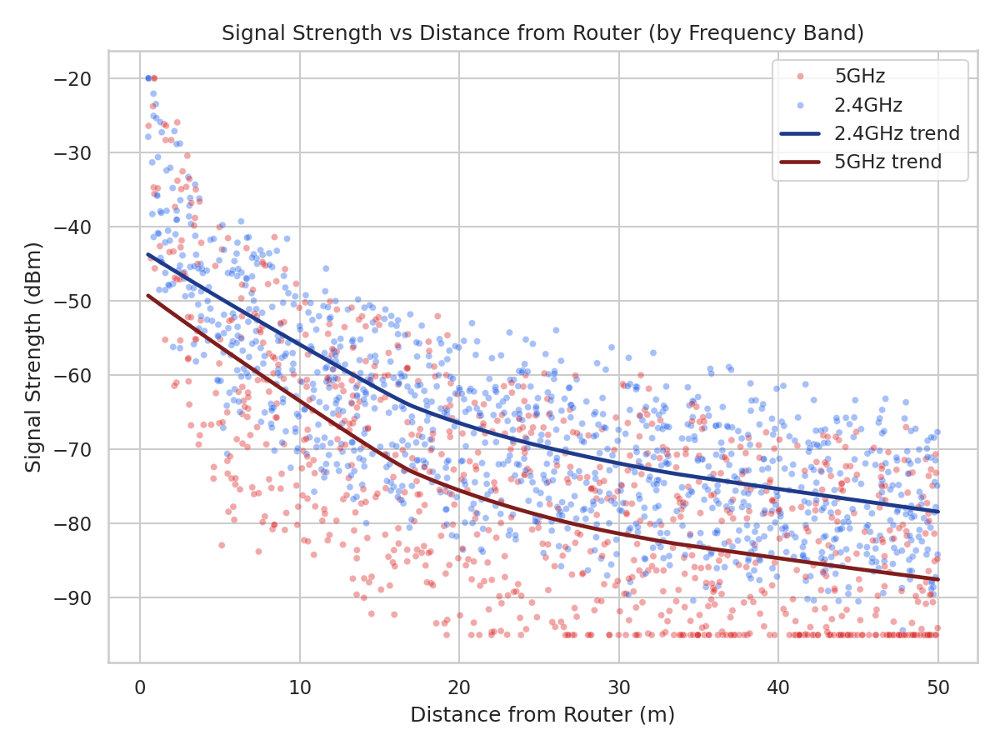 Signal Strength vs Distance from Router (by Frequency Band)
5GHz
2.4GHz
2.4GHz trend
5GHz trend
Signal Strength (dBm)
−20
−30
−40
−50
−60
−70
−80
−90
0 10 20 30 40 50
Distance from Router (m)